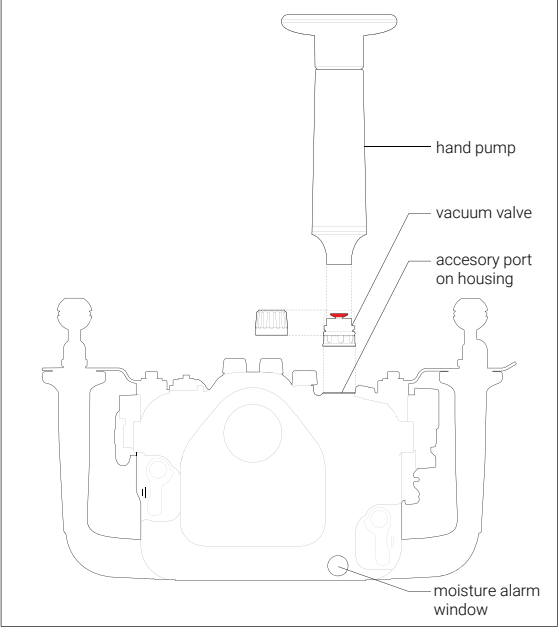 hand pump
vacuum valve
accesory port
on housing
moisture alarm
window